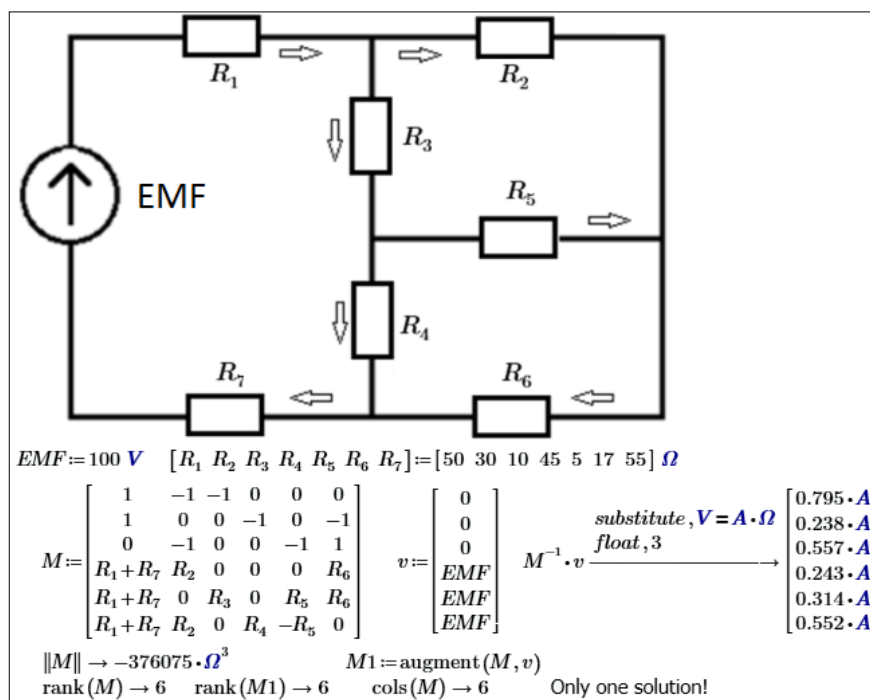 R₁
R₂
R₃
EMF
R₅
R₄
R₇
R₆
EMF:=100 V [R₁ R₂ R₃ R₄ R₅ R₆ R₇]:=[50 30 10 45 5 17 55] Ω
M:= [1 -1 -1 0 0 0
1 0 0 -1 0 -1
0 -1 0 0 -1 1
R₁+R₇ R₂ 0 0 0 R₆
R₁+R₇ 0 R₃ 0 R₅ R₆
R₁+R₇ R₂ 0 R₄ -R₅ 0]
v:= [0
0
0
EMF
EMF
EMF]
M⁻¹·v substitute, V=A·Ω
float, 3
→ [0.795·A
0.238·A
0.557·A
0.243·A
0.314·A
0.552·A]
‖M‖ → -376075·Ω³ M1:=augment(M, v)
rank(M) → 6 rank(M1) → 6 cols(M) → 6 Only one solution!